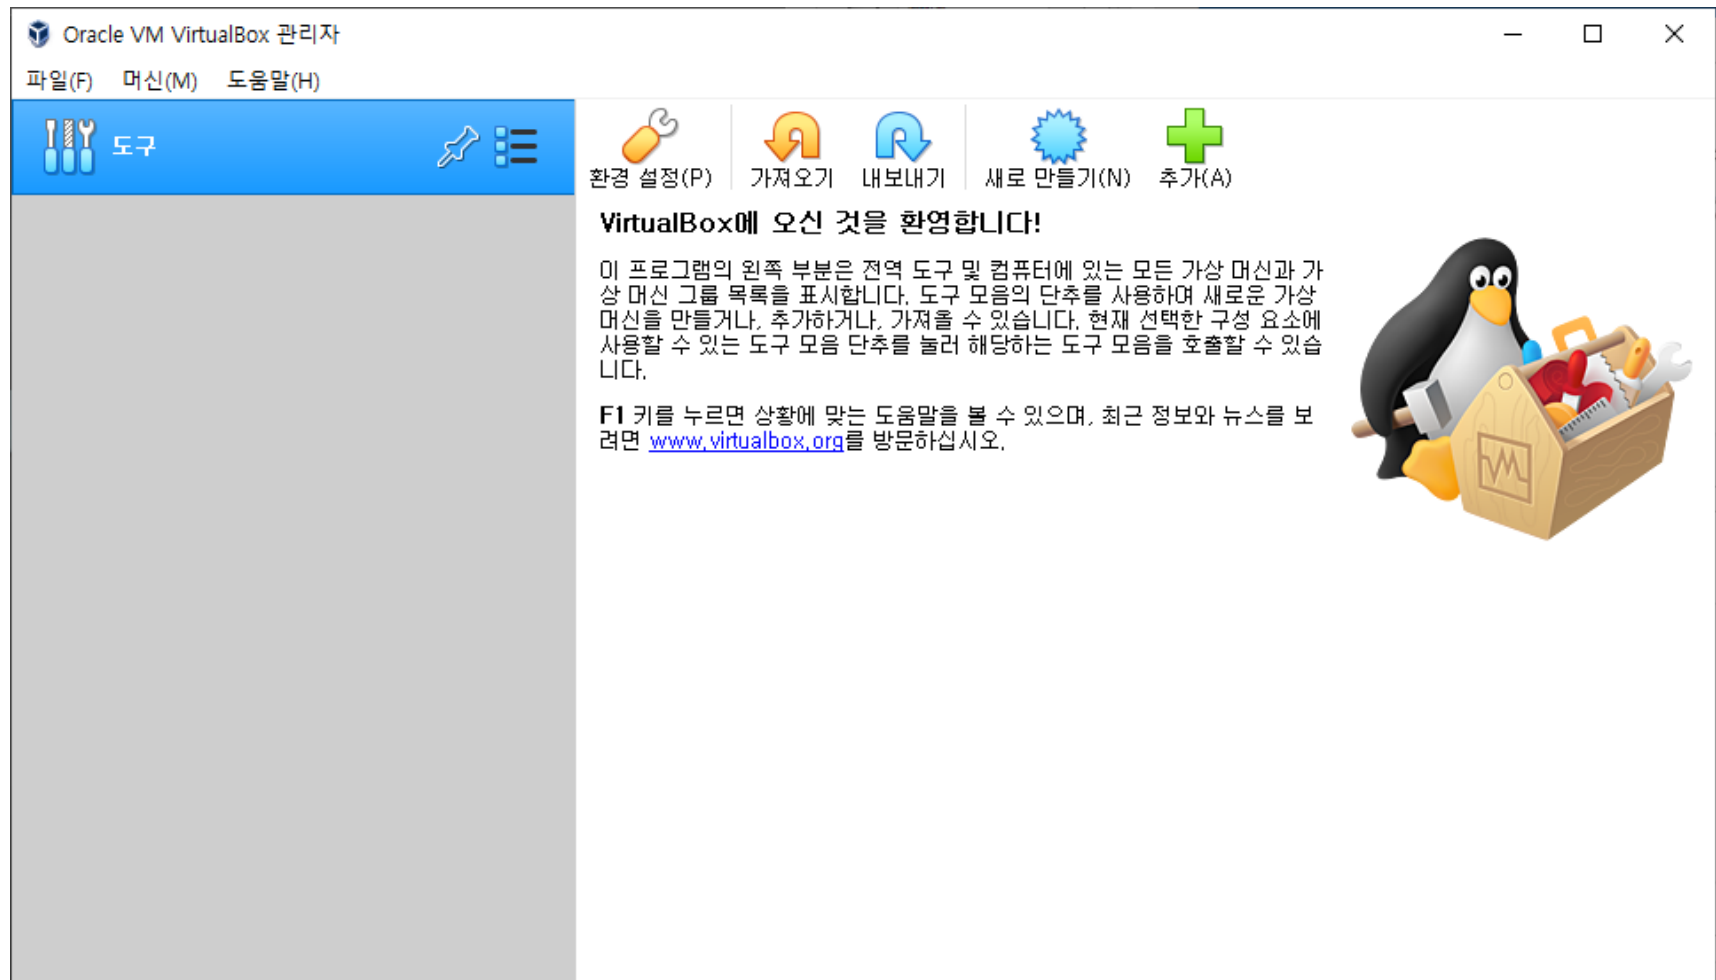 Oracle VM VirtualBox 관리자
파일(F) 머신(M) 도움말(H)
도구
환경 설정(P) 가져오기 내보내기 새로 만들기(N) 추가(A)
VirtualBox에 오신 것을 환영합니다!
이 프로그램의 왼쪽 부분은 전역 도구 및 컴퓨터에 있는 모든 가상 머신과 가
상 머신 그룹 목록을 표시합니다. 도구 모음의 단추를 사용하여 새로운 가상
머신을 만들거나, 추가하거나, 가져올 수 있습니다. 현재 선택한 구성 요소에
사용할 수 있는 도구 모음 단추를 눌러 해당하는 도구 모음을 호출할 수 있습
니다.
F1 키를 누르면 상황에 맞는 도움말을 볼 수 있으며, 최근 정보와 뉴스를 보
려면 www.virtualbox.org를 방문하십시오.